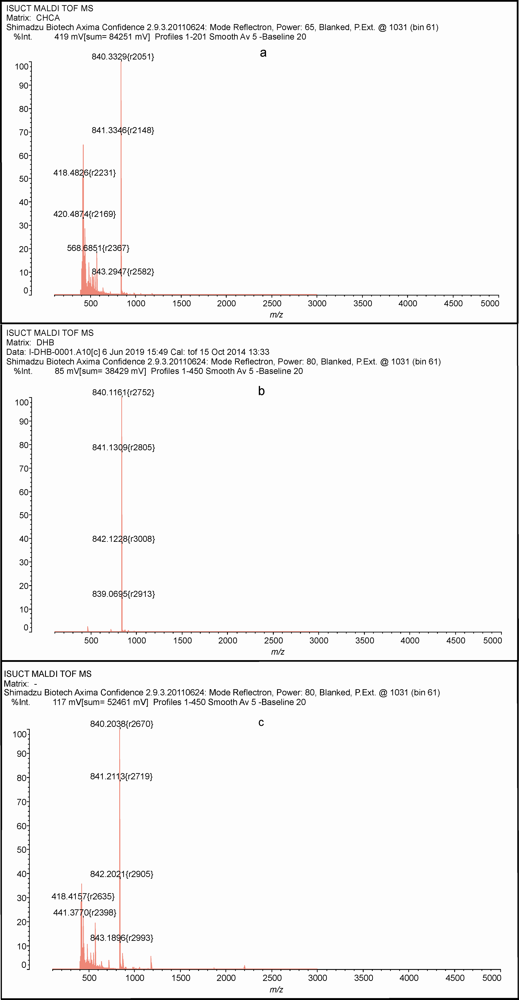 ISUCT MALDI TOF MS
Matrix: CHCA
Shimadzu Biotech Axima Confidence 2.9.3.20110624: Mode Reflectron, Power: 65, Blanked, P.Ext. @ 1031 (bin 61)
%Int. 419 mV[sum= 84251 mV] Profiles 1-201 Smooth Av 5 -Baseline 20
a
840.3329{r2051}
100
90
80
841.3346{r2148}
70
60
418.4826{r2231}
50
420.4874{r2169}
40
30
568.6851{r2367}
20
843.2947{r2582}
10
0
500 1000 1500 2000 2500 3000 3500 4000 4500 5000
m/z
ISUCT MALDI TOF MS
Matrix: DHB
Data: I-DHB-0001.A10[c] 6 Jun 2019 15:49 Cal: tof 15 Oct 2014 13:33
Shimadzu Biotech Axima Confidence 2.9.3.20110624: Mode Reflectron, Power: 80, Blanked, P.Ext. @ 1031 (bin 61)
%Int. 85 mV[sum= 38429 mV] Profiles 1-450 Smooth Av 5 -Baseline 20
b
840.1161{r2752}
100
90
841.1309{r2805}
80
70
60
50
842.1228{r3008}
40
30
20
839.0695{r2913}
10
0
500 1000 1500 2000 2500 3000 3500 4000 4500 5000
m/z
ISUCT MALDI TOF MS
Matrix: -
Shimadzu Biotech Axima Confidence 2.9.3.20110624: Mode Reflectron, Power: 80, Blanked, P.Ext. @ 1031 (bin 61)
%Int. 117 mV[sum= 52461 mV] Profiles 1-450 Smooth Av 5 -Baseline 20
c
840.2038{r2670}
100
90
841.2113{r2719}
80
70
60
50
842.2021{r2905}
40
418.4157{r2635}
30
441.3770{r2398}
20
843.1896{r2993}
10
0
500 1000 1500 2000 2500 3000 3500 4000 4500 5000
m/z